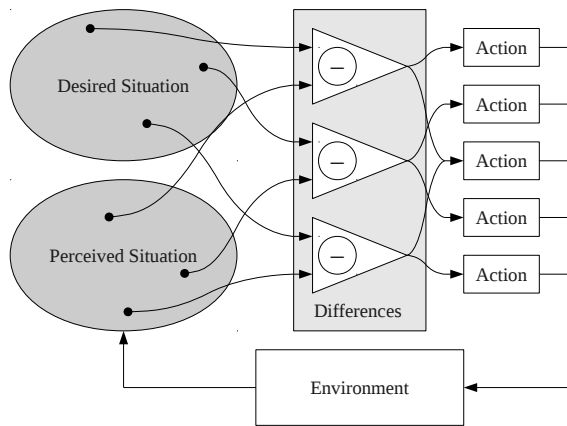 Desired Situation
Perceived Situation
−
−
−
Differences
Action
Action
Action
Action
Action
Environment